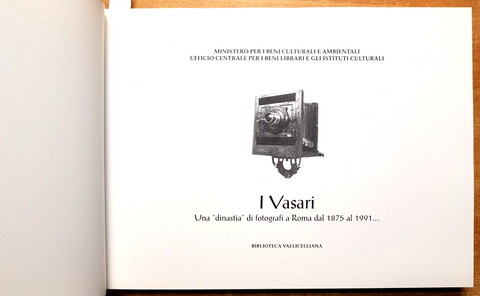 MINISTERO PER I BENI CULTURALI E AMBIENTALI
UFFICIO CENTRALE PER I BENI LIBRARI E GLI ISTITUTI CULTURALI
I Vasari
Una "dinastia" di fotografi a Roma dal 1875 al 1991...
BIBLIOTECA VALLICELLIANA